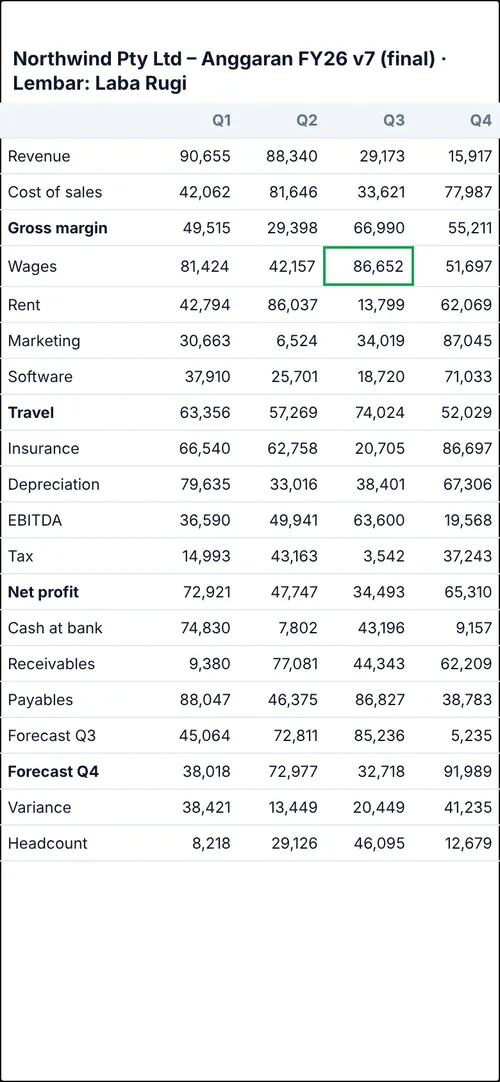 Northwind Pty Ltd – Anggaran FY26 v7 (final) ·
Lembar: Laba Rugi
Q1 Q2 Q3 Q4
Revenue 90,655 88,340 29,173 15,917
Cost of sales 42,062 81,646 33,621 77,987
Gross margin 49,515 29,398 66,990 55,211
Wages 81,424 42,157 86,652 51,697
Rent 42,794 86,037 13,799 62,069
Marketing 30,663 6,524 34,019 87,045
Software 37,910 25,701 18,720 71,033
Travel 63,356 57,269 74,024 52,029
Insurance 66,540 62,758 20,705 86,697
Depreciation 79,635 33,016 38,401 67,306
EBITDA 36,590 49,941 63,600 19,568
Tax 14,993 43,163 3,542 37,243
Net profit 72,921 47,747 34,493 65,310
Cash at bank 74,830 7,802 43,196 9,157
Receivables 9,380 77,081 44,343 62,209
Payables 88,047 46,375 86,827 38,783
Forecast Q3 45,064 72,811 85,236 5,235
Forecast Q4 38,018 72,977 32,718 91,989
Variance 38,421 13,449 20,449 41,235
Headcount 8,218 29,126 46,095 12,679